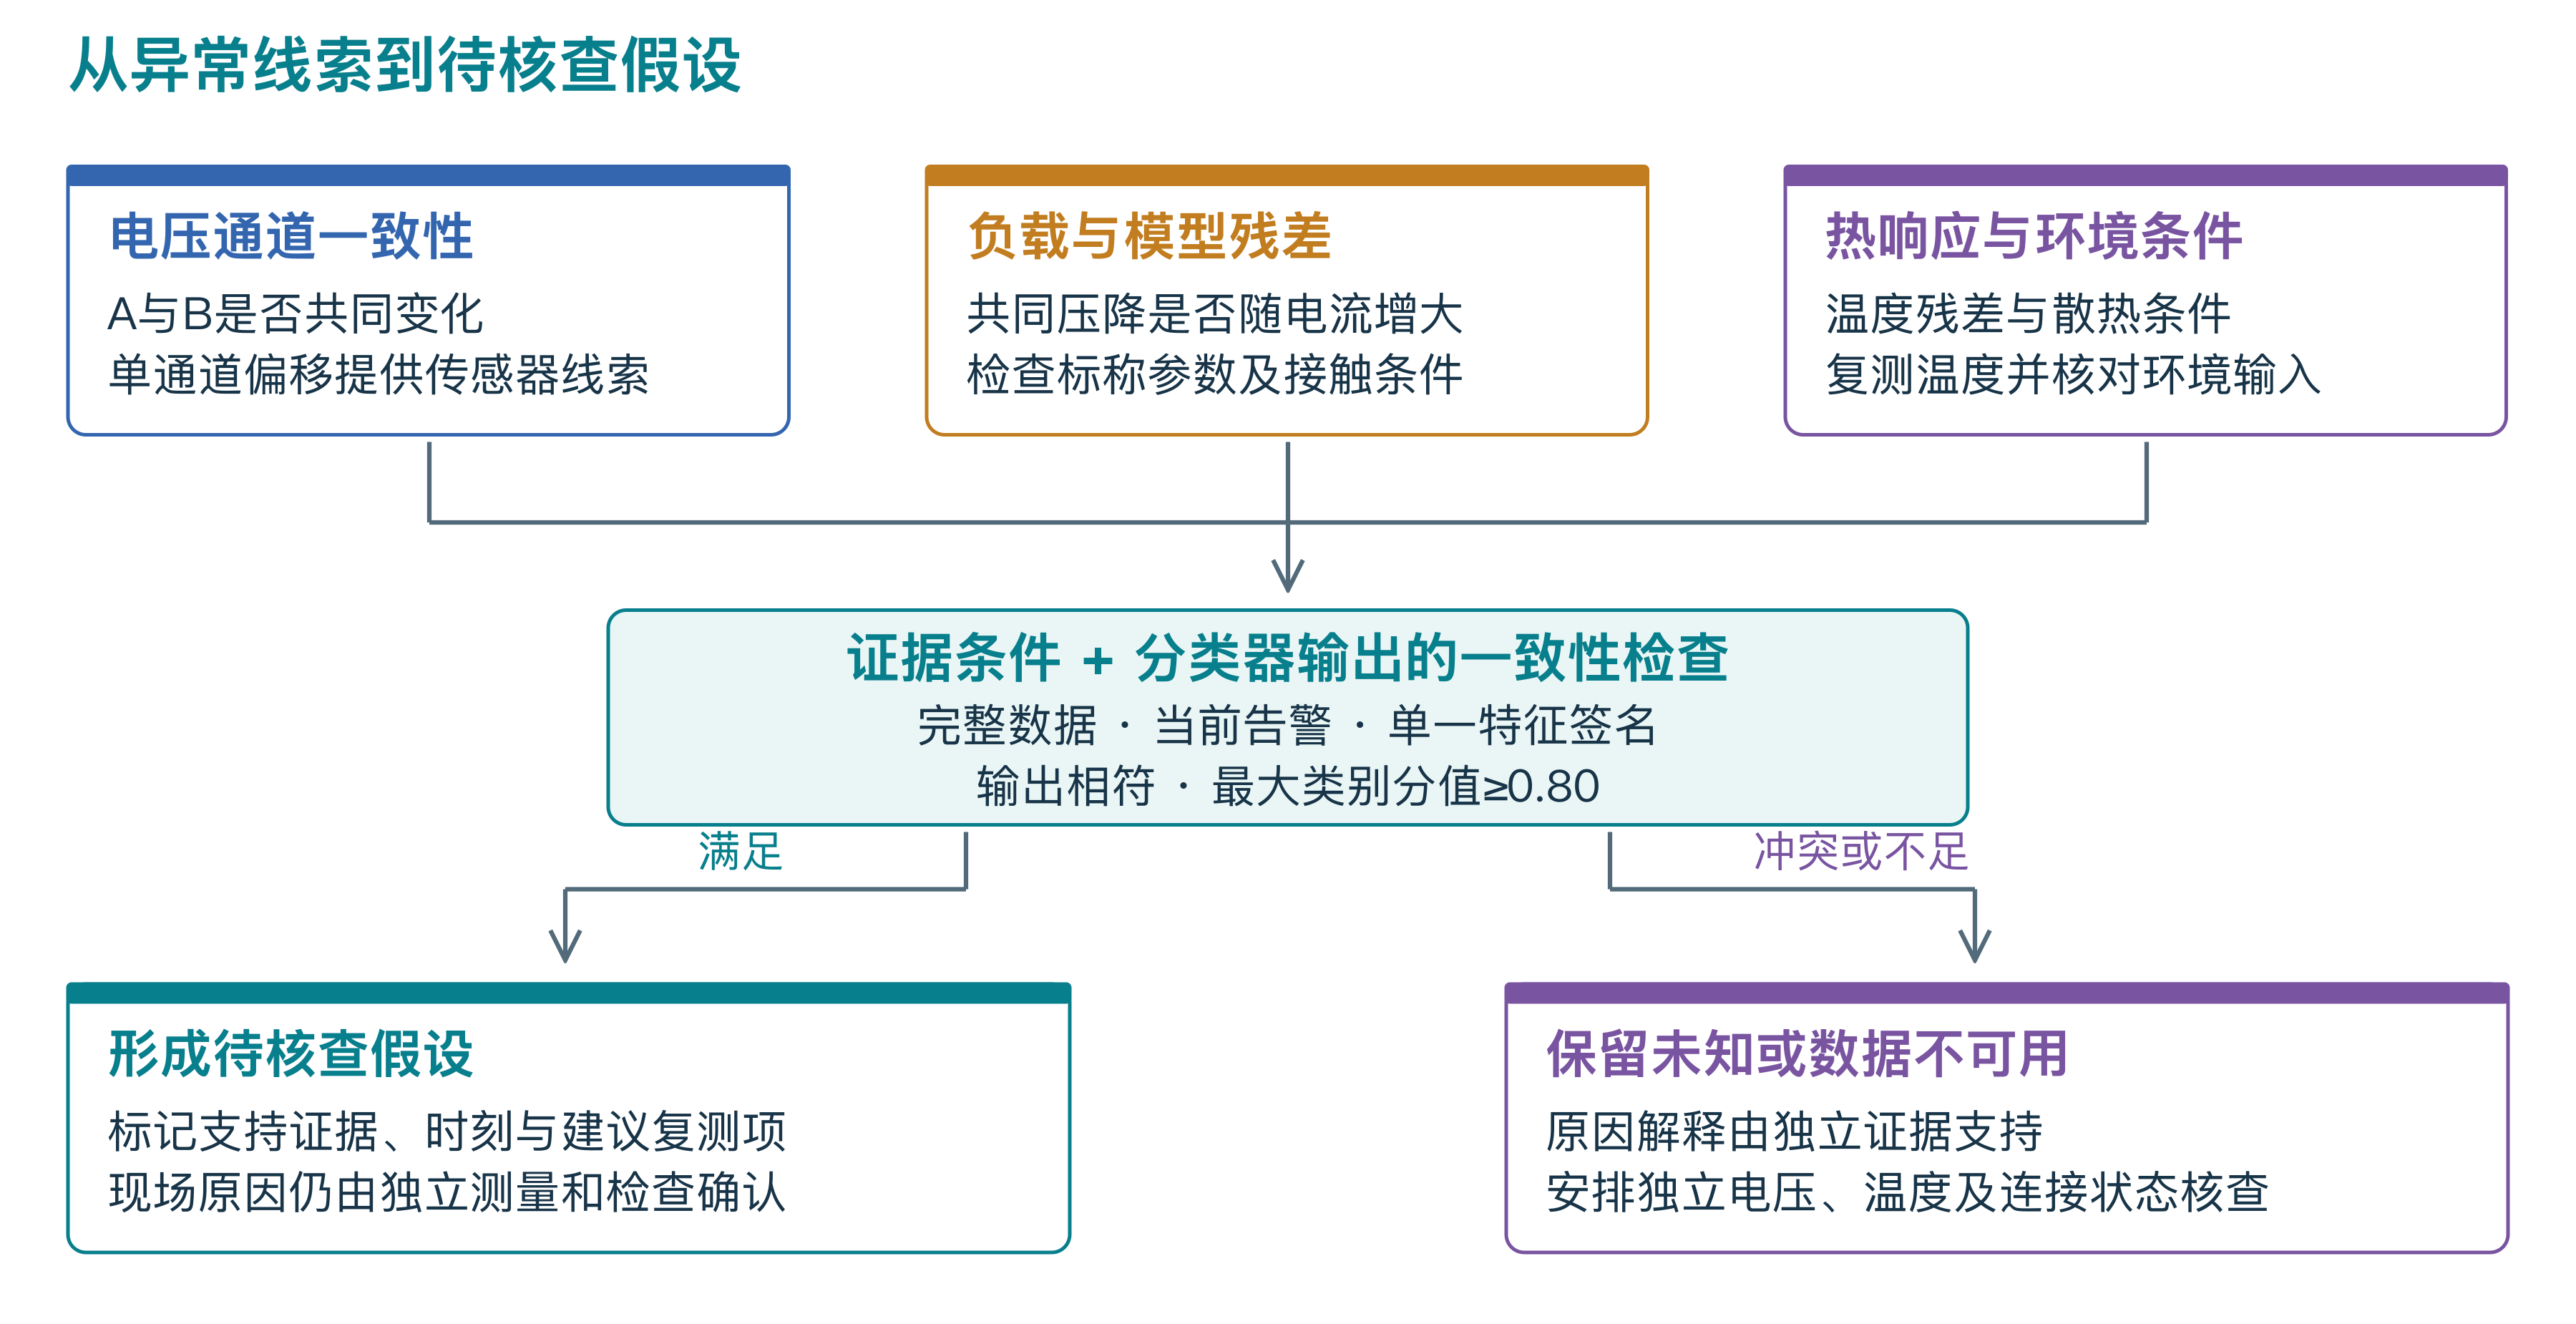 从异常线索到待核查假设
电压通道一致性
A与B是否共同变化
单通道偏移提供传感器线索
负载与模型残差
共同压降是否随电流增大
检查标称参数及接触条件
热响应与环境条件
温度残差与散热条件
复测温度并核对环境输入
证据条件 + 分类器输出的一致性检查
完整数据 · 当前告警 · 单一特征签名
输出相符 · 最大类别分值≥0.80
满足
冲突或不足
形成待核查假设
标记支持证据、时刻与建议复测项
现场原因仍由独立测量和检查确认
保留未知或数据不可用
原因解释由独立证据支持
安排独立电压、温度及连接状态核查